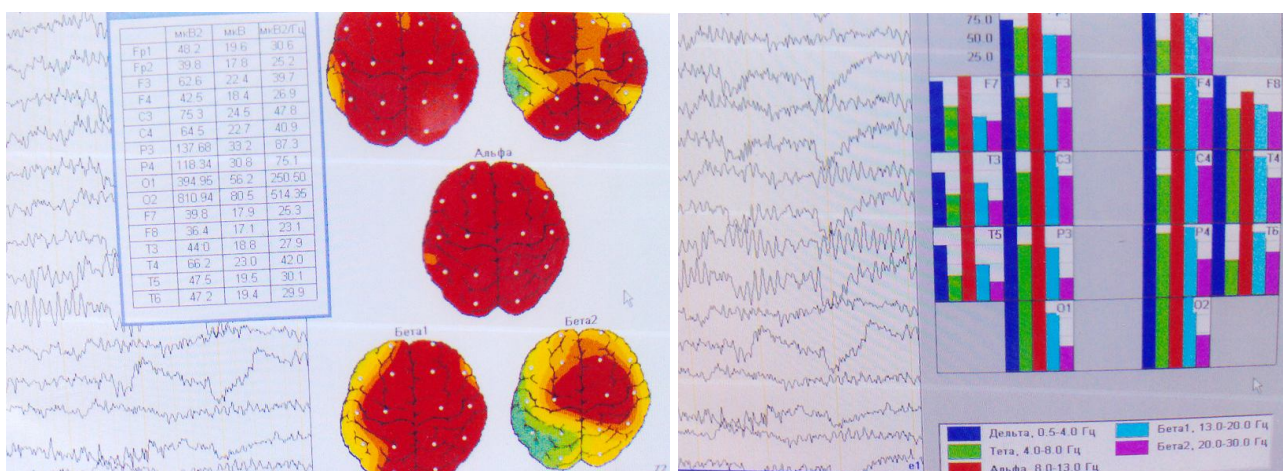 мкВ2 мкВ мкВ2/Гц
Fp1 48.2 19.6 30.6
Fp2 39.8 17.8 25.2
F3 62.6 22.4 39.7
F4 42.5 18.4 26.9
C3 75.3 24.5 47.8
C4 64.5 22.7 40.9
P3 137.68 33.2 87.3
P4 118.34 30.8 75.1
O1 394.95 56.2 250.50
O2 810.94 80.5 514.35
F7 39.8 17.9 25.3
F8 36.4 17.1 23.1
T3 44.0 18.8 27.9
T4 66.2 23.0 42.0
T5 47.5 19.5 30.1
T6 47.2 19.4 29.9
Альфа
Бета1 Бета2
75.0
50.0
25.0
F7 F3 F4 F8
T3 C3 C4 T4
T5 P3 P4 T6
O1 O2
Дельта, 0.5-4.0 Гц Бета1, 13.0-20.0 Гц
Тета, 4.0-8.0 Гц Бета2, 20.0-30.0 Гц
Альфа, 8.0-13.0 Гц
e1